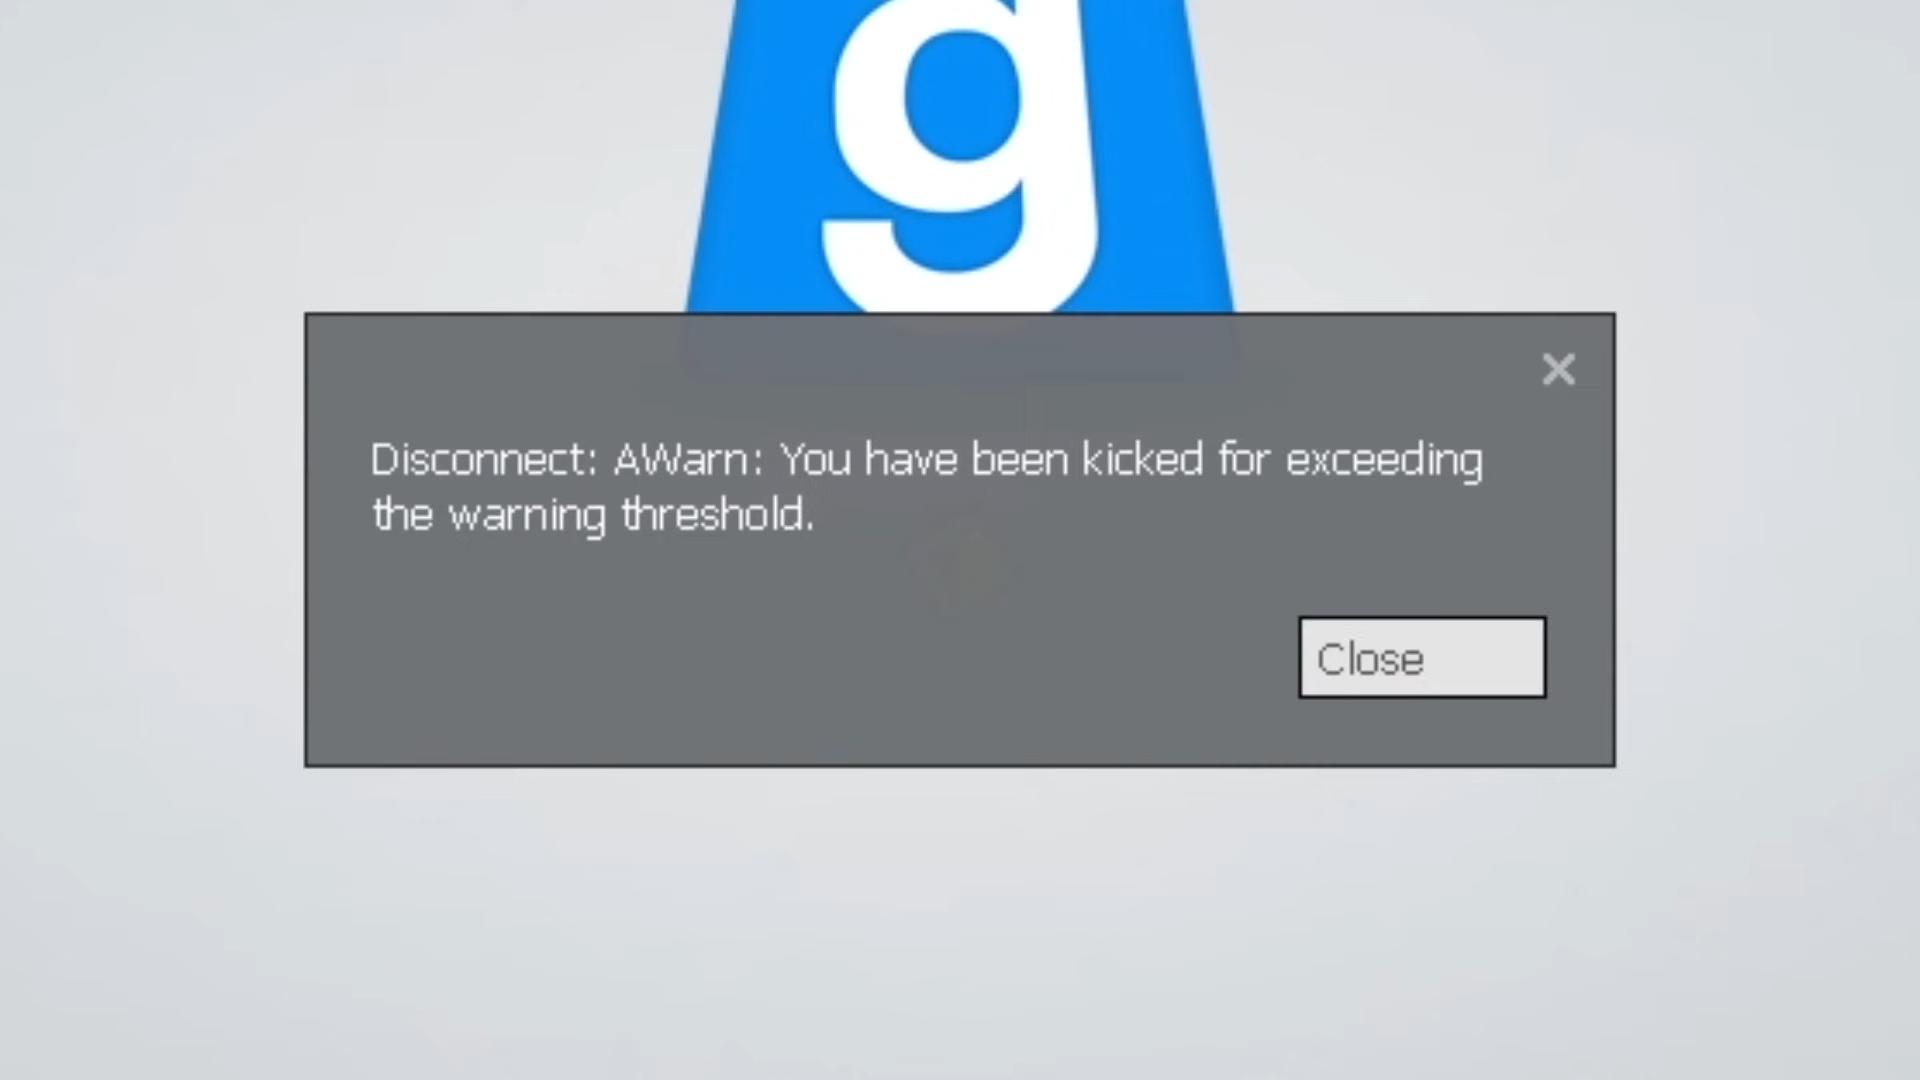 g
Disconnect: AWarn: You have been kicked for exceeding
the warning threshold.
Close